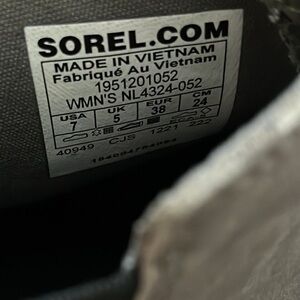 SOREL.COM
MADE IN VIETNAM
Fabriqué Au Vietnam
1951201052
WMN'S NL4324-052
USA UK EUR CM
7 5 38 24
40949 CJS 1221 222